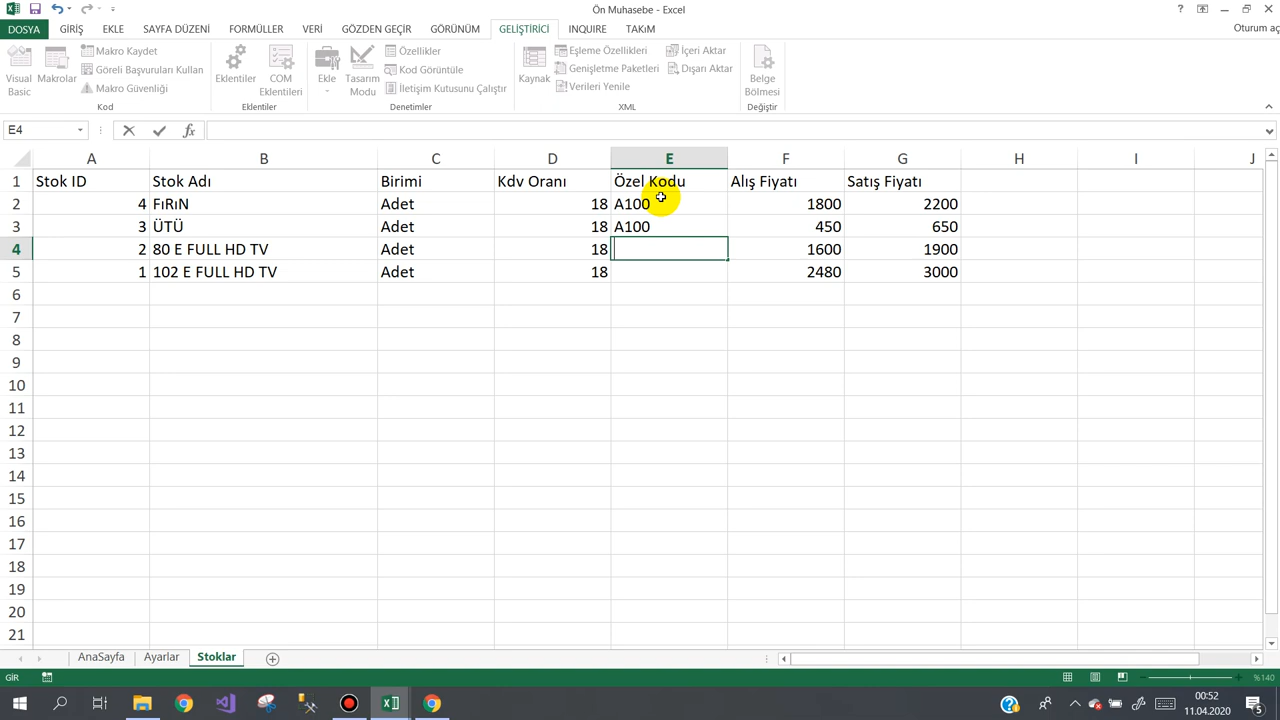 Ön Muhasebe - Excel
?
DOSYA GİRİŞ EKLE SAYFA DÜZENİ FORMÜLLER VERİ GÖZDEN GEÇİR GÖRÜNÜM GELİŞTİRİCİ INQUIRE TAKıM
Oturum aç
Visual Basic
Makrolar
Makro Kaydet
Göreli Başvuruları Kullan
Makro Güvenliği
Kod
Eklentiler
COM Eklentileri
Eklentiler
Ekle
Tasarım Modu
Özellikler
Kod Görüntüle
İletişim Kutusunu Çalıştır
Denetimler
Kaynak
Eşleme Özellikleri
Genişletme Paketleri
Verileri Yenile
İçeri Aktar
Dışarı Aktar
XML
Belge Bölmesi
Değiştir
E4 fx
A B C D E F G H I J
1 Stok ID Stok Adı Birimi Kdv Oranı Özel Kodu Alış Fiyatı Satış Fiyatı
2 4 FıRıN Adet 18 A100 1800 2200
3 3 ÜTÜ Adet 18 A100 450 650
4 2 80 E FULL HD TV Adet 18 1600 1900
5 1 102 E FULL HD TV Adet 18 2480 3000
6
7
8
9
10
11
12
13
14
15
16
17
18
19
20
21
AnaSayfa Ayarlar Stoklar
GİR %140
00:52
11.04.2020
5